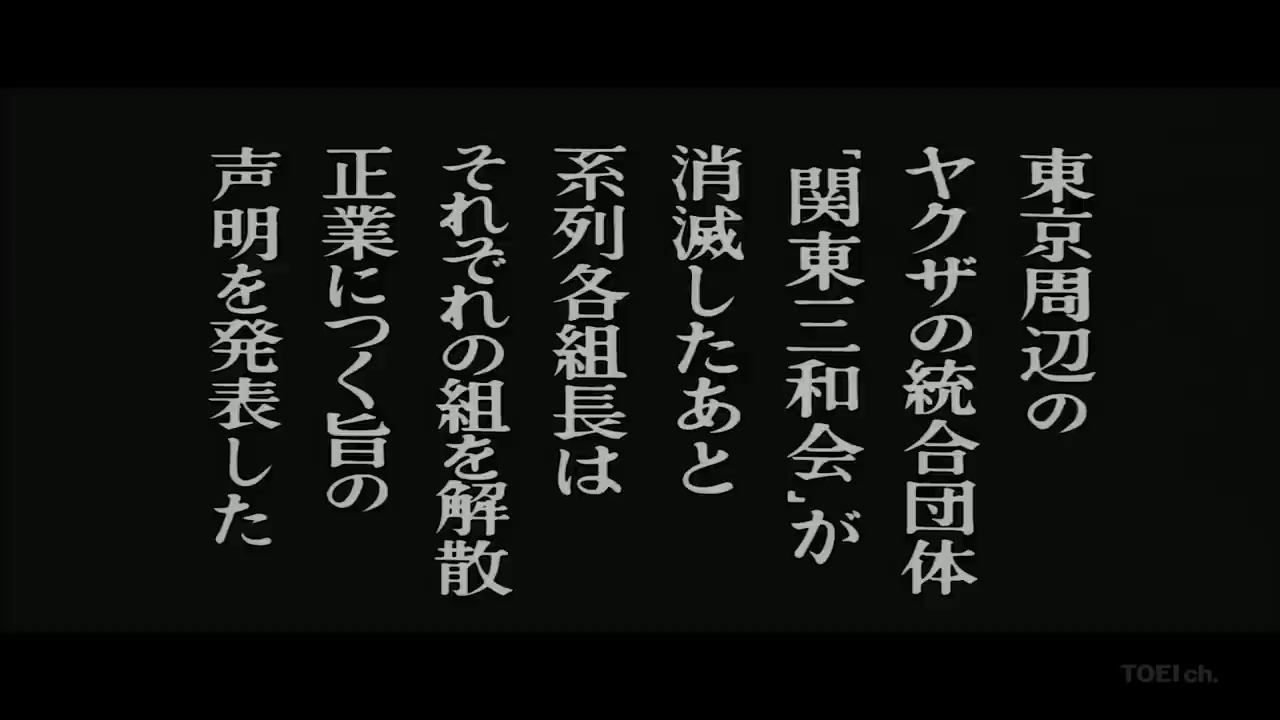 東京周辺の
ヤクザの統合団体
「関東三和会」が
消滅したあと
系列各組長は
それぞれの組を解散
正業につく旨の
声明を発表した
TOEI ch.